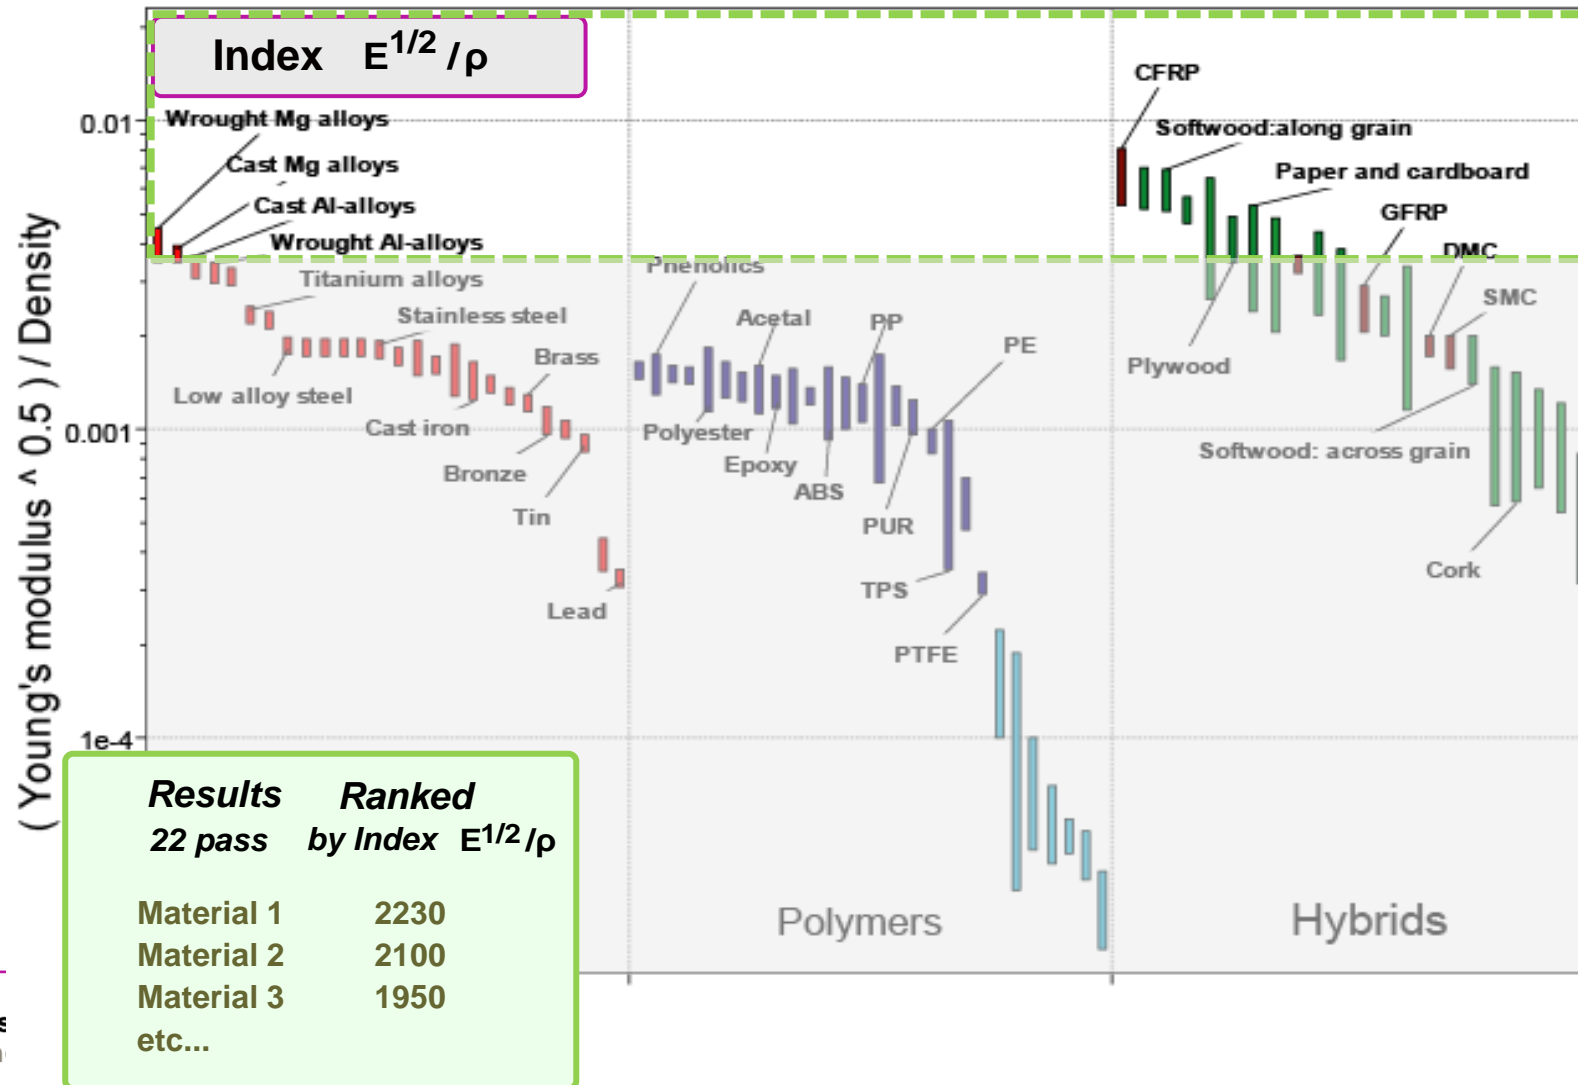 Index E^1/2 / ρ
CFRP
0.01
Wrought Mg alloys
Softwood:along grain
Cast Mg alloys
Paper and cardboard
Cast Al-alloys
GFRP
Wrought Al-alloys
DMC
Phenolics
Titanium alloys
SMC
Stainless steel
Acetal
PP
PE
Brass
Plywood
Low alloy steel
Cast iron
0.001
Polyester
Softwood: across grain
Epoxy
Bronze
ABS
Tin
PUR
Cork
TPS
Lead
PTFE
( Young's modulus ^ 0.5 ) / Density
1e-4
Results Ranked
22 pass by Index E^1/2 /ρ
Material 1 2230
Material 2 2100
Material 3 1950
etc...
Polymers
Hybrids